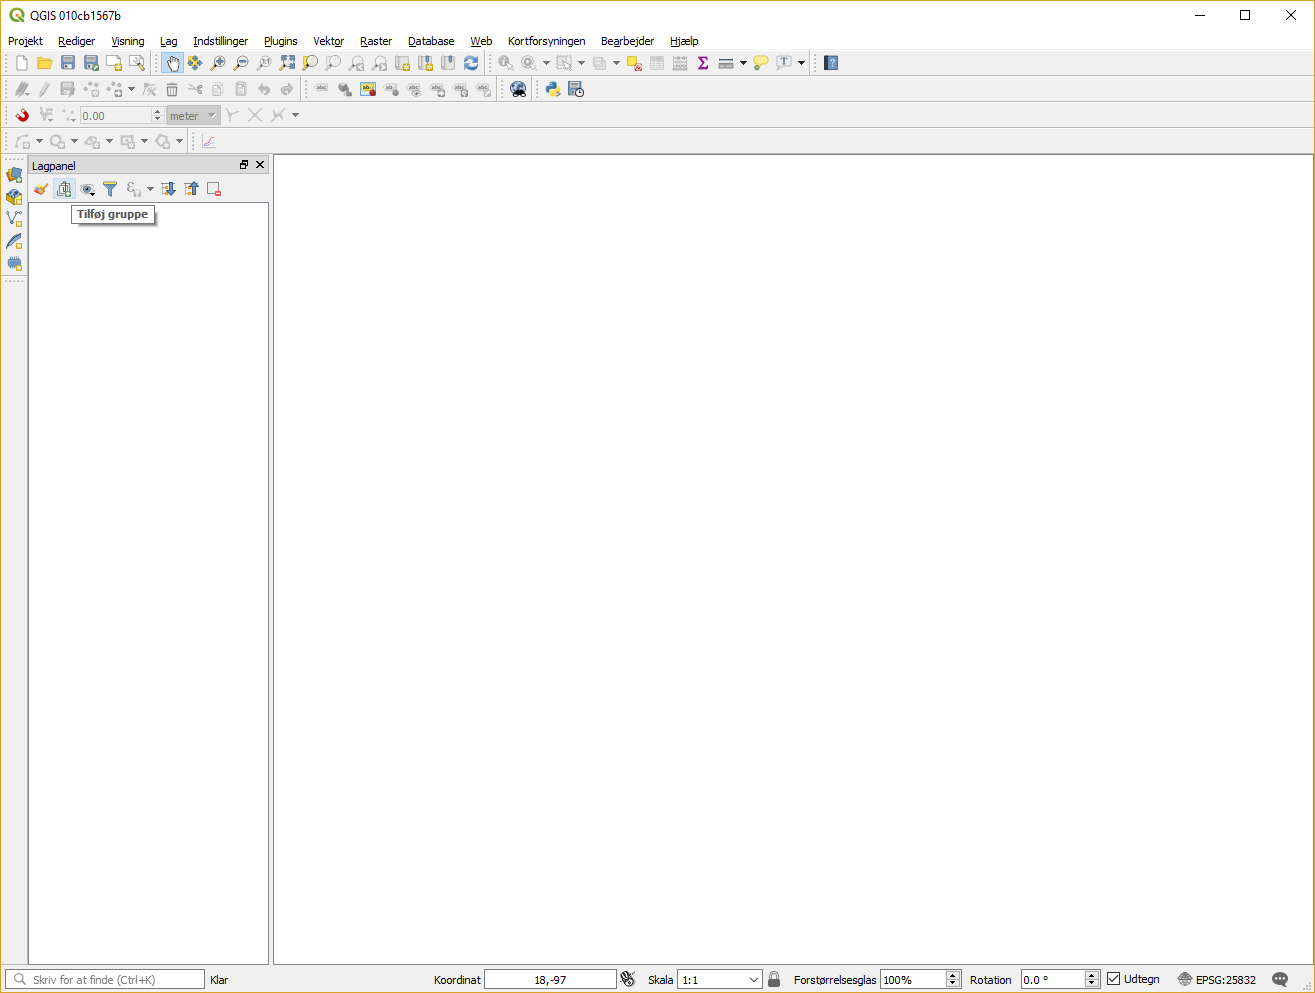 QGIS 010cb1567b
Projekt Rediger Visning Lag Indstillinger Plugins Vektor Raster Database Web Kortforsyningen Bearbejder Hjælp
0.00 meter
Lagpanel
Tilføj gruppe
Skriv for at finde (Ctrl+K) Klar Koordinat 18,-97 Skala 1:1 Forstørrelsesglas 100% Rotation 0.0 ° Udtegn EPSG:25832